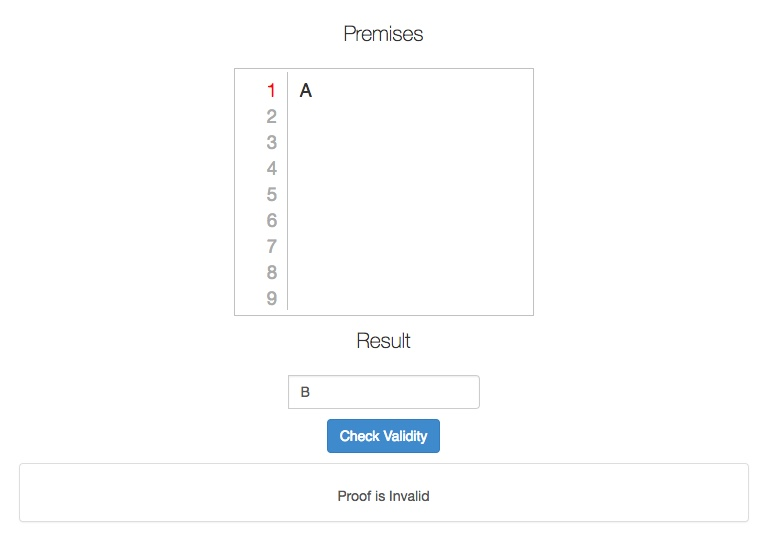 Premises
1 A
2
3
4
5
6
7
8
9
Result
B
Check Validity
Proof is Invalid